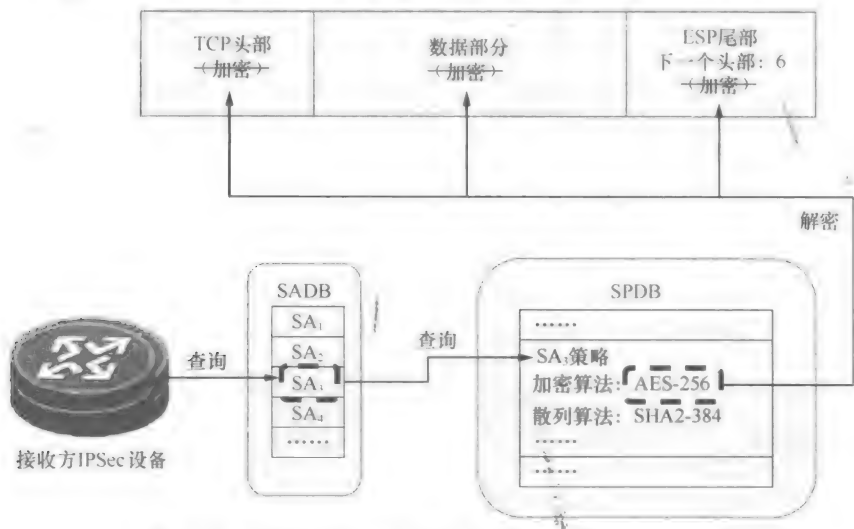 TCP头部
(加密)
数据部分
(加密)
ESP尾部
下一个头部：6
(加密)
解密
SADB
SA₁
SA₂
SA₃
SA₄
……
查询
查询
SPDB
……
SA₃策略
加密算法：AES-256
散列算法：SHA2-384
……
……
接收方IPSec设备